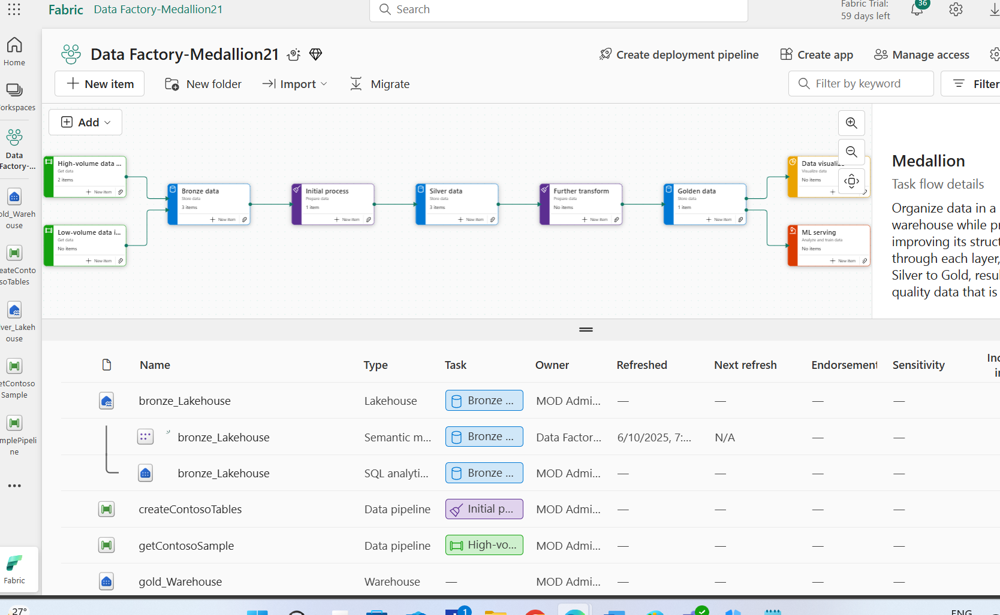 Fabric Data Factory-Medallion21
Search
Fabric Trial:
59 days left
36
Home
Data Factory-Medallion21
Create deployment pipeline
Create app
Manage access
New item
New folder
Import
Migrate
Filter by keyword
Filter
orkspaces
Data
Factory-...
old_Wareh
ouse
eateConto
soTables
lver_Lakeh
ouse
etContoso
Sample
mplePipeli
ne
Fabric
Add
High-volume data ...
Get data
2 items
New item
Low-volume data i...
Get data
No items
New item
Bronze data
Store data
3 items
New item
Initial process
Prepare data
1 item
New item
Silver data
Store data
3 items
New item
Further transform
Prepare data
No items
New item
Golden data
Store data
1 item
New item
Data visualiz
Visualize data
No items
ML serving
Analyze and train data
No items
New item
Medallion
Task flow details
Organize data in a
warehouse while pr
improving its struct
through each layer,
Silver to Gold, resul
quality data that is
Name Type Task Owner Refreshed Next refresh Endorsement Sensitivity
Inc
i
bronze_Lakehouse Lakehouse Bronze ... MOD Admi... — — — —
bronze_Lakehouse Semantic m... Bronze ... Data Factor... 6/10/2025, 7:... N/A — —
bronze_Lakehouse SQL analyti... Bronze ... MOD Admi... — — — —
createContosoTables Data pipeline Initial p... MOD Admi... — — — —
getContosoSample Data pipeline High-vo... MOD Admi... — — — —
gold_Warehouse Warehouse — MOD Admi... — — — —
27°
1
ENG